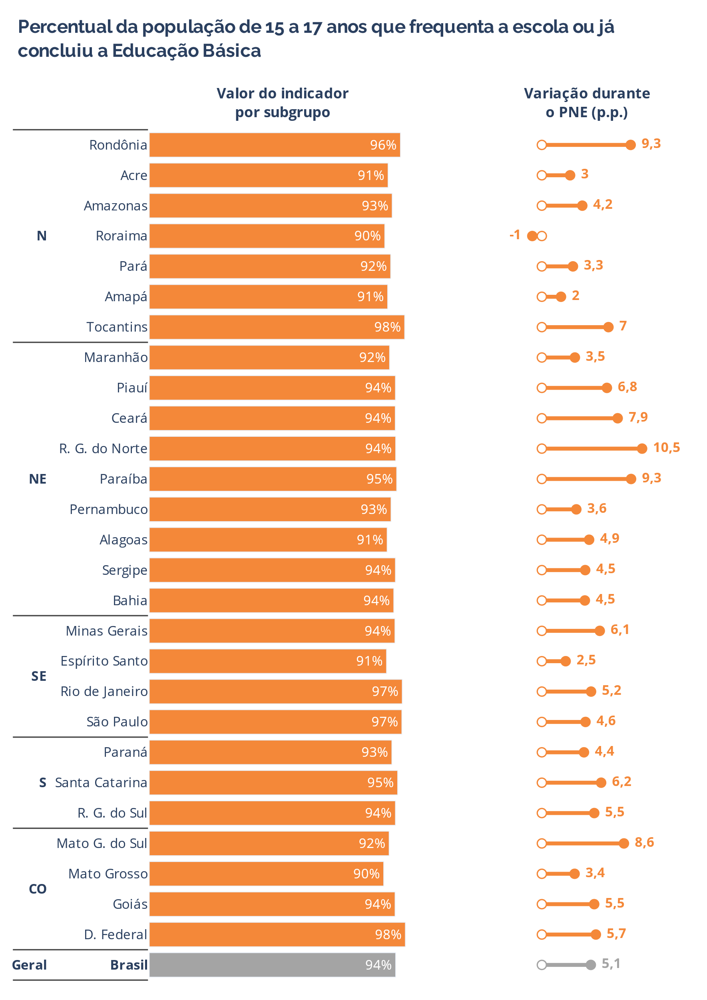 Percentual da população de 15 a 17 anos que frequenta a escola ou já
concluiu a Educação Básica
Valor do indicador
por subgrupo
Variação durante
o PNE (p.p.)
Rondônia 96% 9,3
Acre 91% 3
Amazonas 93% 4,2
N Roraima 90% -1
Pará 92% 3,3
Amapá 91% 2
Tocantins 98% 7
Maranhão 92% 3,5
Piauí 94% 6,8
Ceará 94% 7,9
R. G. do Norte 94% 10,5
NE Paraíba 95% 9,3
Pernambuco 93% 3,6
Alagoas 91% 4,9
Sergipe 94% 4,5
Bahia 94% 4,5
Minas Gerais 94% 6,1
Espírito Santo 91% 2,5
SE
Rio de Janeiro 97% 5,2
São Paulo 97% 4,6
Paraná 93% 4,4
S Santa Catarina 95% 6,2
R. G. do Sul 94% 5,5
Mato G. do Sul 92% 8,6
Mato Grosso 90% 3,4
CO
Goiás 94% 5,5
D. Federal 98% 5,7
Geral Brasil 94% 5,1